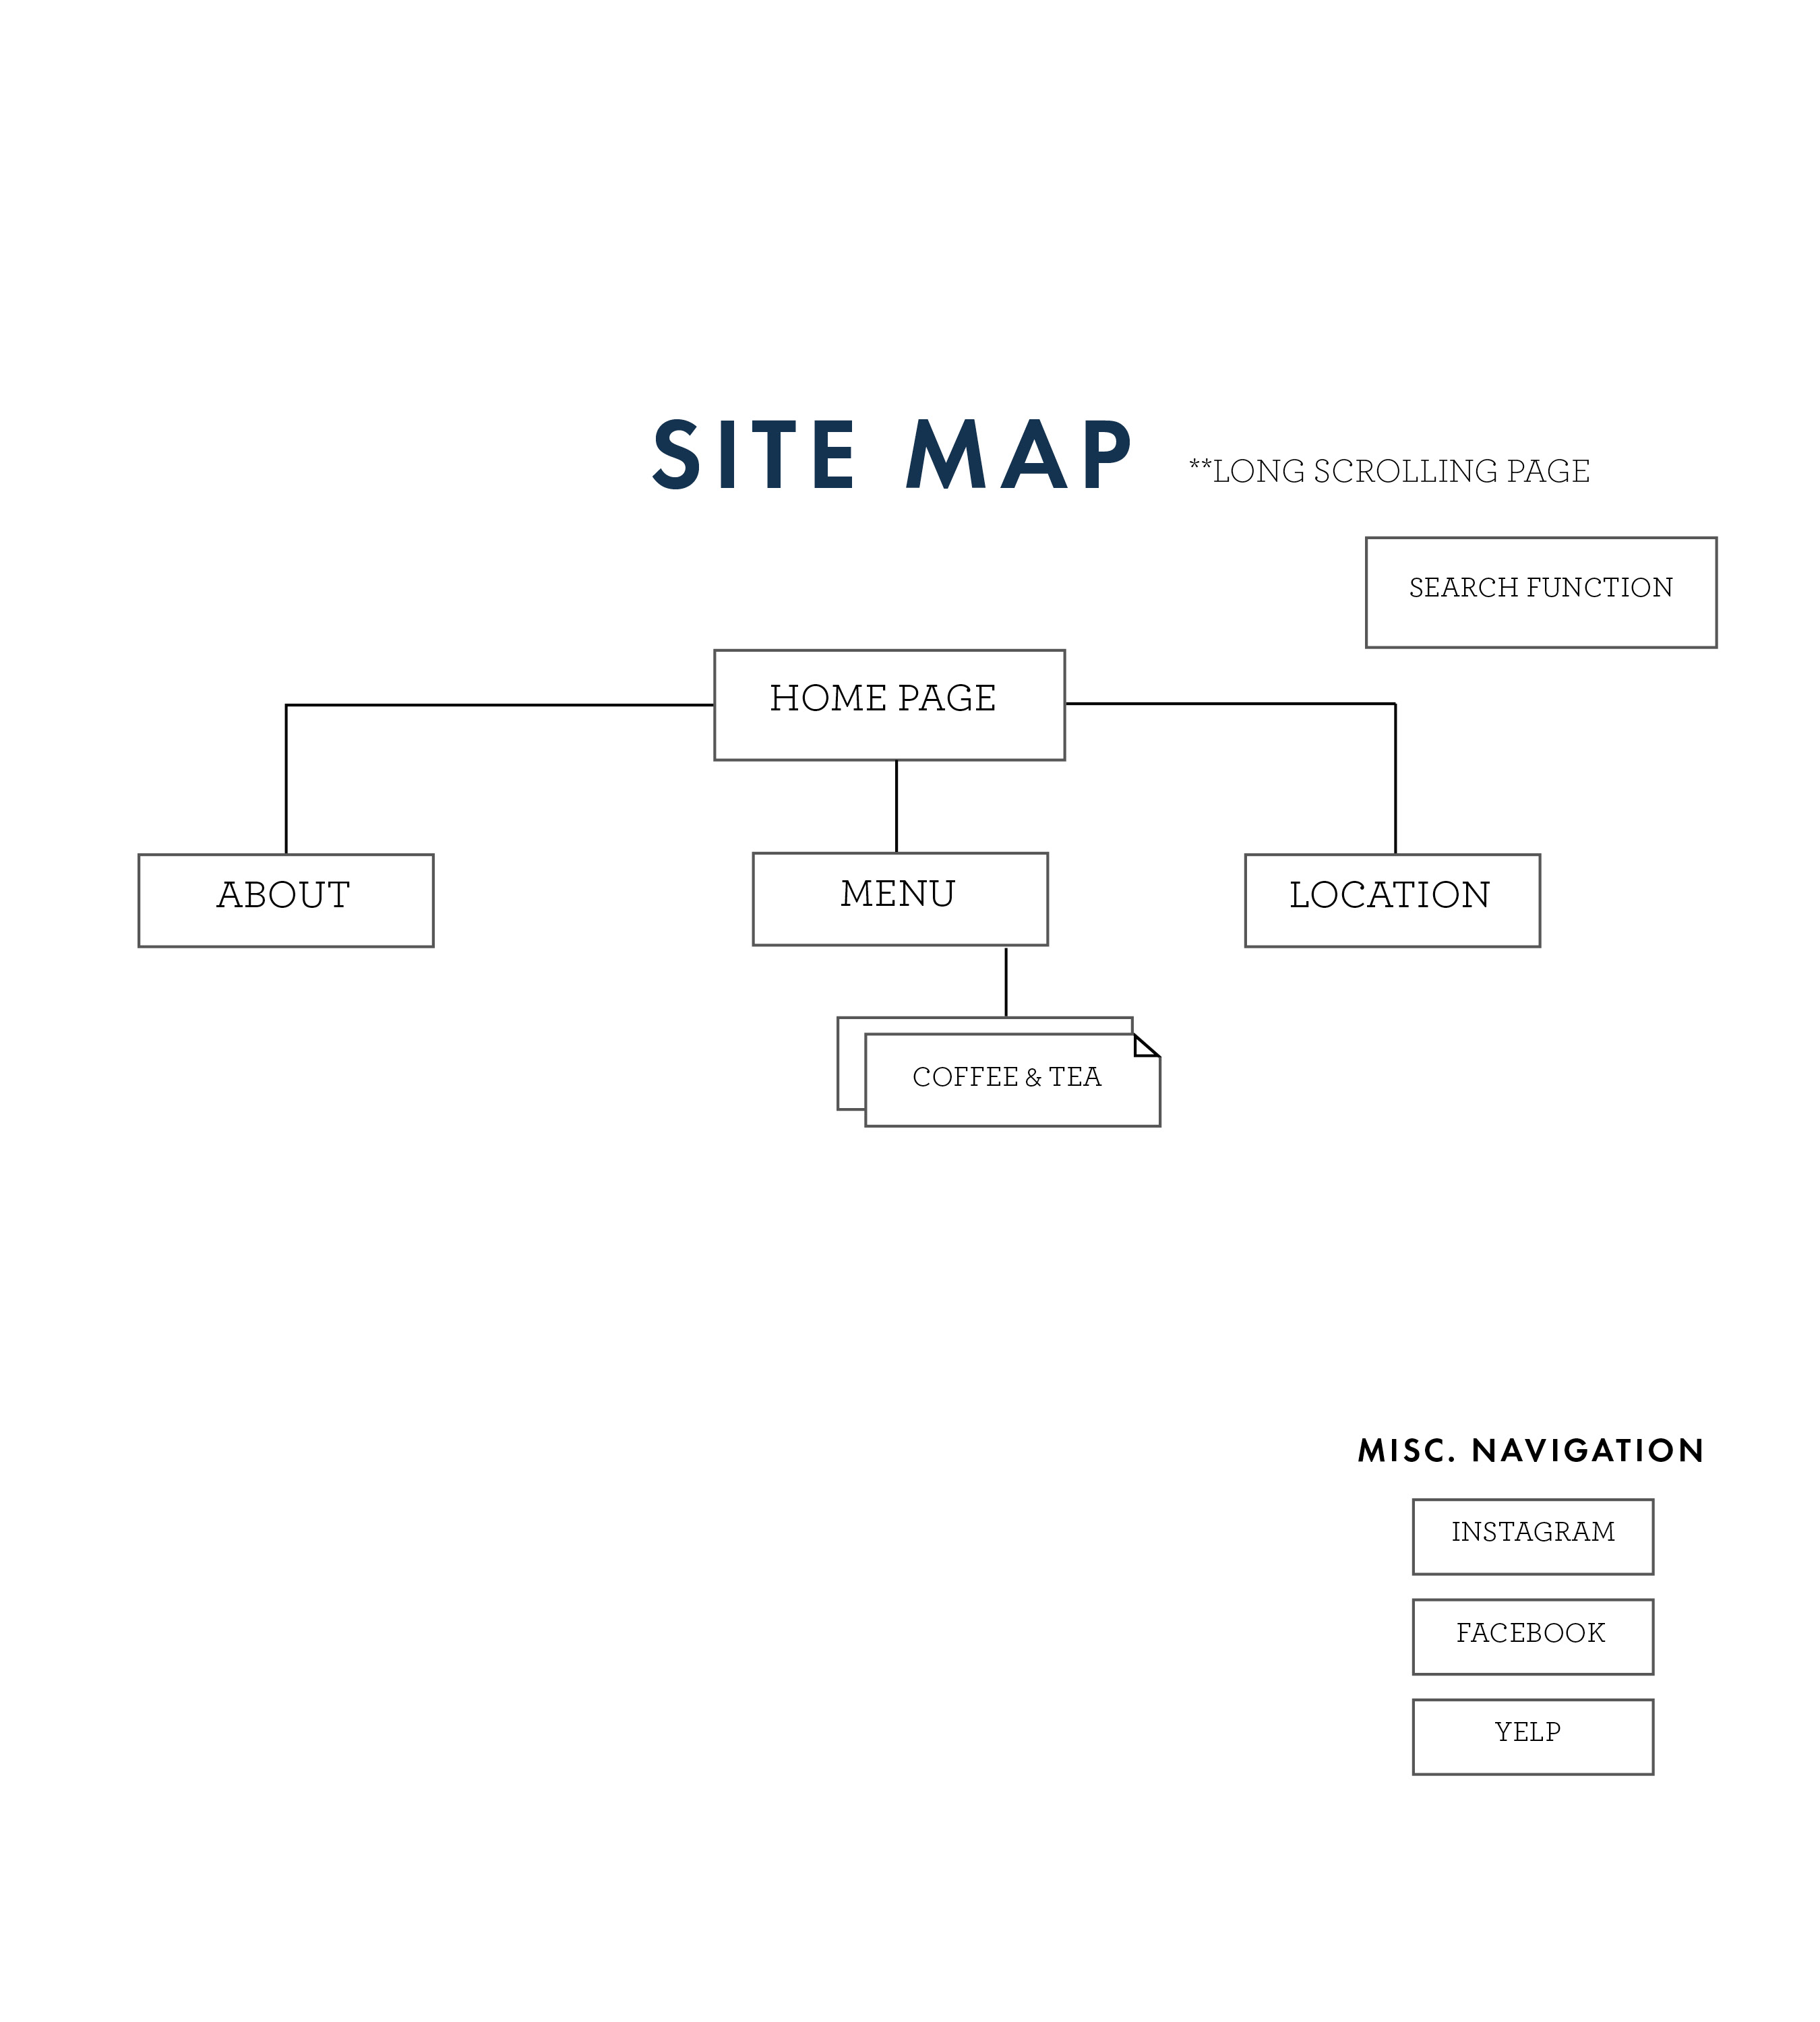 SITE MAP
**LONG SCROLLING PAGE
SEARCH FUNCTION
HOME PAGE
ABOUT
MENU
LOCATION
COFFEE & TEA
MISC. NAVIGATION
INSTAGRAM
FACEBOOK
YELP